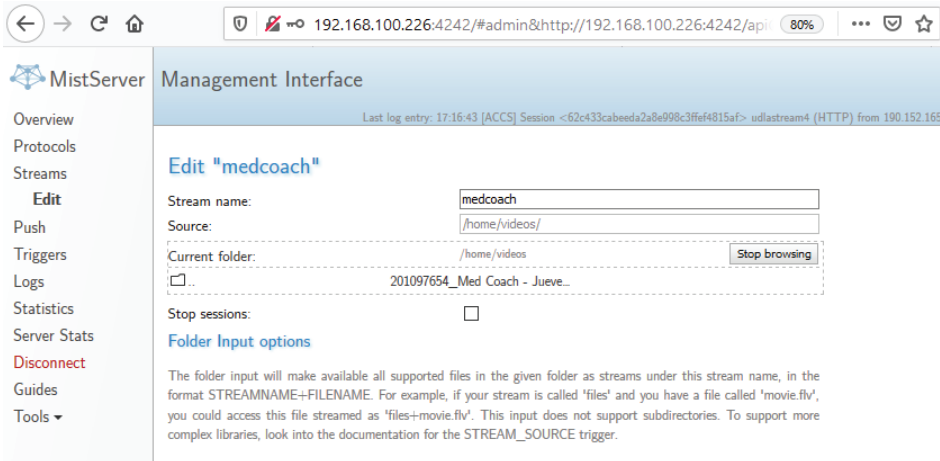 192.168.100.226:4242/#admin&http://192.168.100.226:4242/api
80%
MistServer
Management Interface
Last log entry: 17:16:43 [ACCS] Session <62c433cabeeda2a8e998c3ffef4815af> udlastream4 (HTTP) from 190.152.165
Overview
Protocols
Streams
Edit
Push
Triggers
Logs
Statistics
Server Stats
Disconnect
Guides
Tools
Edit "medcoach"
Stream name: medcoach
Source: /home/videos/
Current folder: /home/videos Stop browsing
.. 201097654_Med Coach - Jueve...
Stop sessions:
Folder Input options
The folder input will make available all supported files in the given folder as streams under this stream name, in the
format STREAMNAME+FILENAME. For example, if your stream is called 'files' and you have a file called 'movie.flv',
you could access this file streamed as 'files+movie.flv'. This input does not support subdirectories. To support more
complex libraries, look into the documentation for the STREAM_SOURCE trigger.